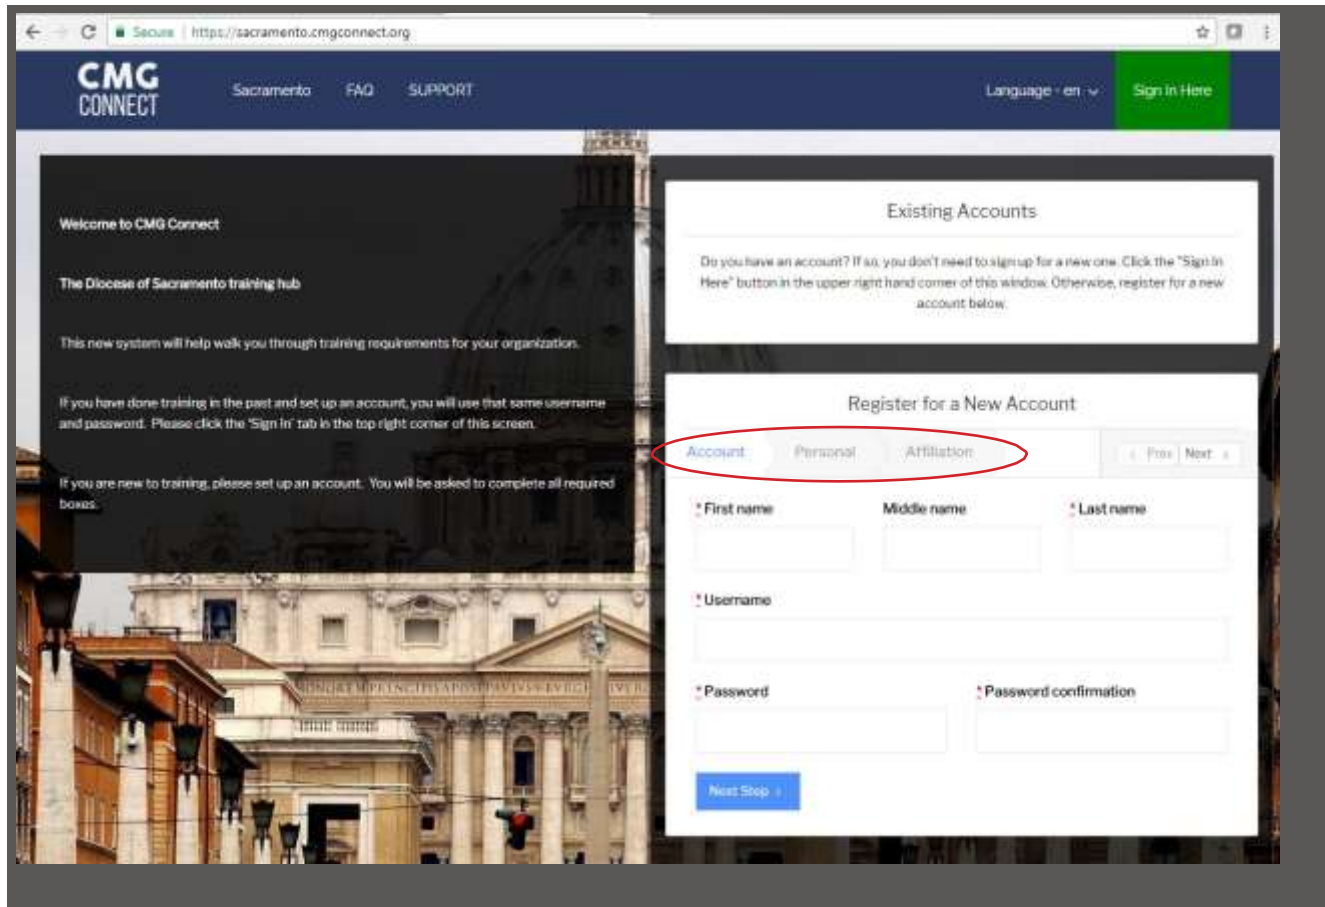 Secure https://sacramento.cmgconnect.org
CMG
CONNECT
Sacramento FAQ SUPPORT
Language - en
Sign In Here
Welcome to CMG Connect
The Diocese of Sacramento training hub
This new system will help walk you through training requirements for your organization.
If you have done training in the past and set up an account, you will use that same username
and password. Please click the 'Sign In' tab in the top right corner of this screen.
If you are new to training, please set up an account. You will be asked to complete all required
boxes.
Existing Accounts
Do you have an account? If so, you don't need to sign up for a new one. Click the "Sign In
Here" button in the upper right hand corner of this window. Otherwise, register for a new
account below.
Register for a New Account
Account Personal Affiliation
‹ Prev Next ›
* First name Middle name * Last name
* Username
* Password * Password confirmation
Next Step ›